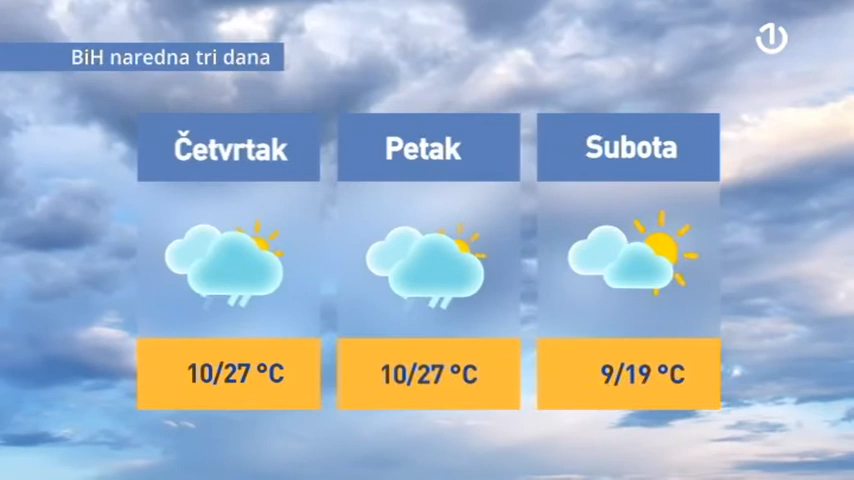 BiH naredna tri dana
Četvrtak
Petak
Subota
10/27 °C
10/27 °C
9/19 °C